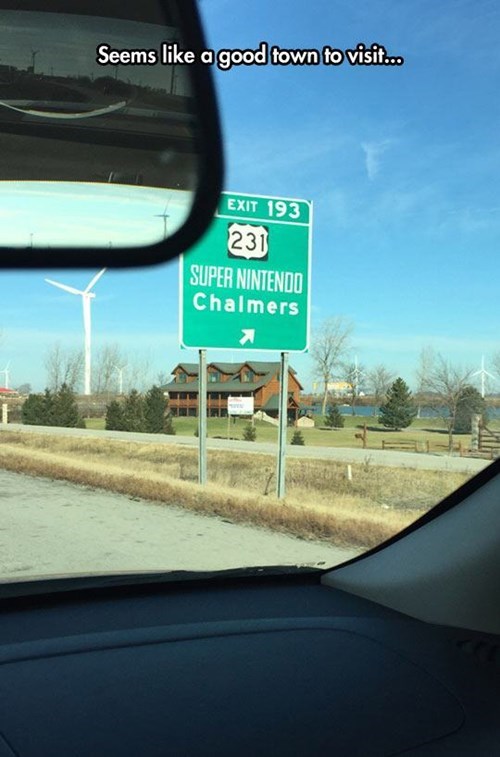 Seems like a good town to visit...
EXIT 193
231
SUPER NINTENDO
Chalmers